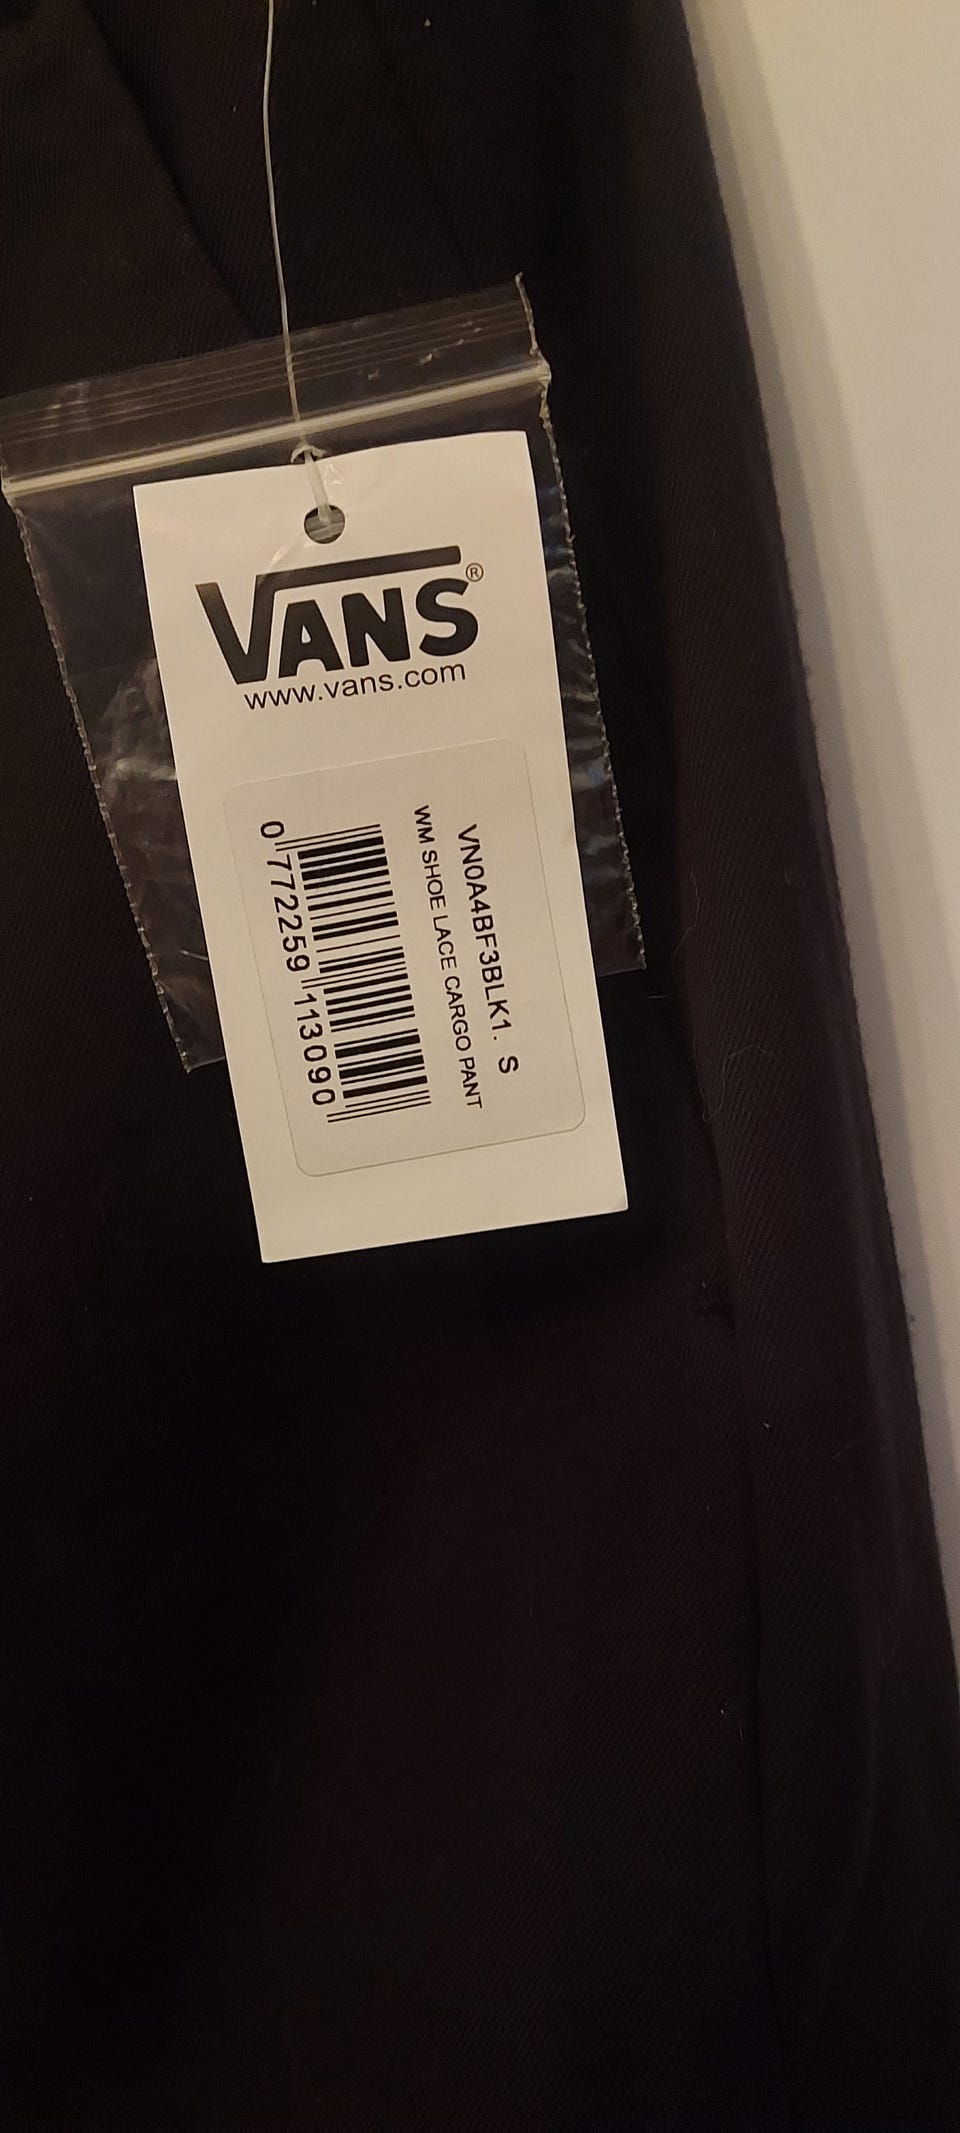 VANS®
www.vans.com
VN0A4BF3BLK1. S
WM SHOE LACE CARGO PANT
0 772259 113090